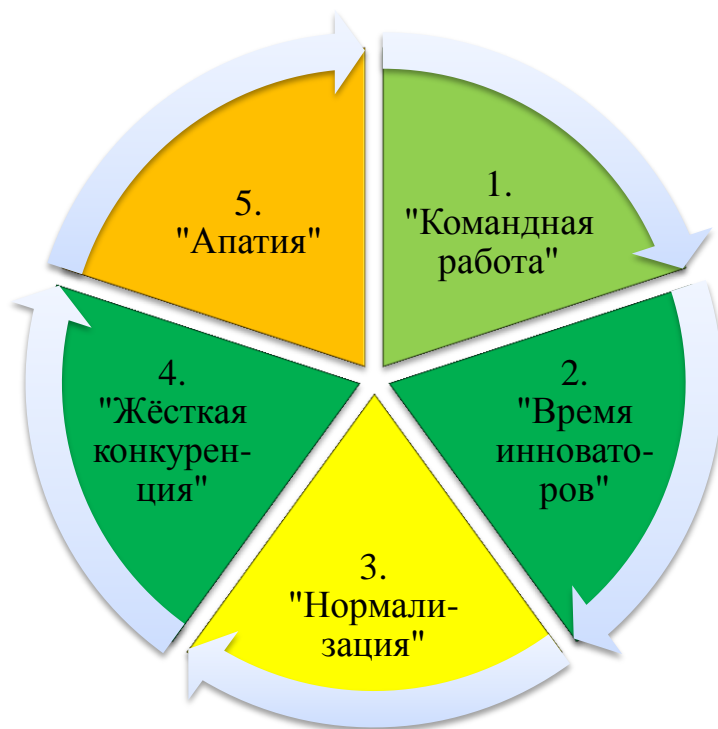 1.
"Командная
работа"
2.
"Время
инновато-
ров"
3.
"Нормали-
зация"
4.
"Жёсткая
конкурен-
ция"
5.
"Апатия"